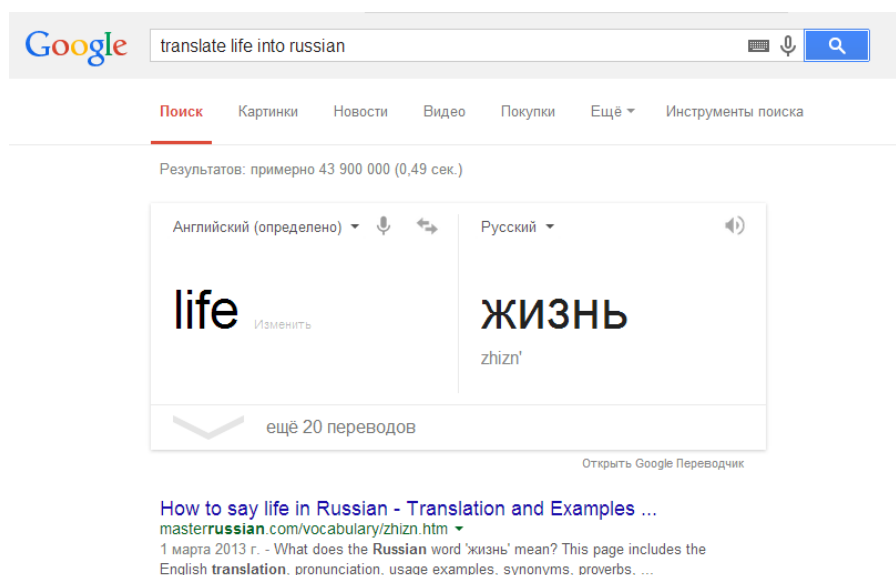 Google translate life into russian
Поиск Картинки Новости Видео Покупки Ещё Инструменты поиска
Результатов: примерно 43 900 000 (0,49 сек.)
Английский (определено) Русский
life Изменить жизнь
zhizn'
ещё 20 переводов
Открыть Google Переводчик
How to say life in Russian - Translation and Examples ...
masterrussian.com/vocabulary/zhizn.htm
1 марта 2013 г. - What does the Russian word 'жизнь' mean? This page includes the
English translation, pronunciation, usage examples, synonyms, proverbs, ...